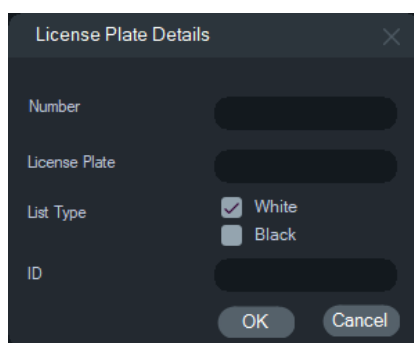 License Plate Details
Number
License Plate
List Type White
Black
ID
OK Cancel